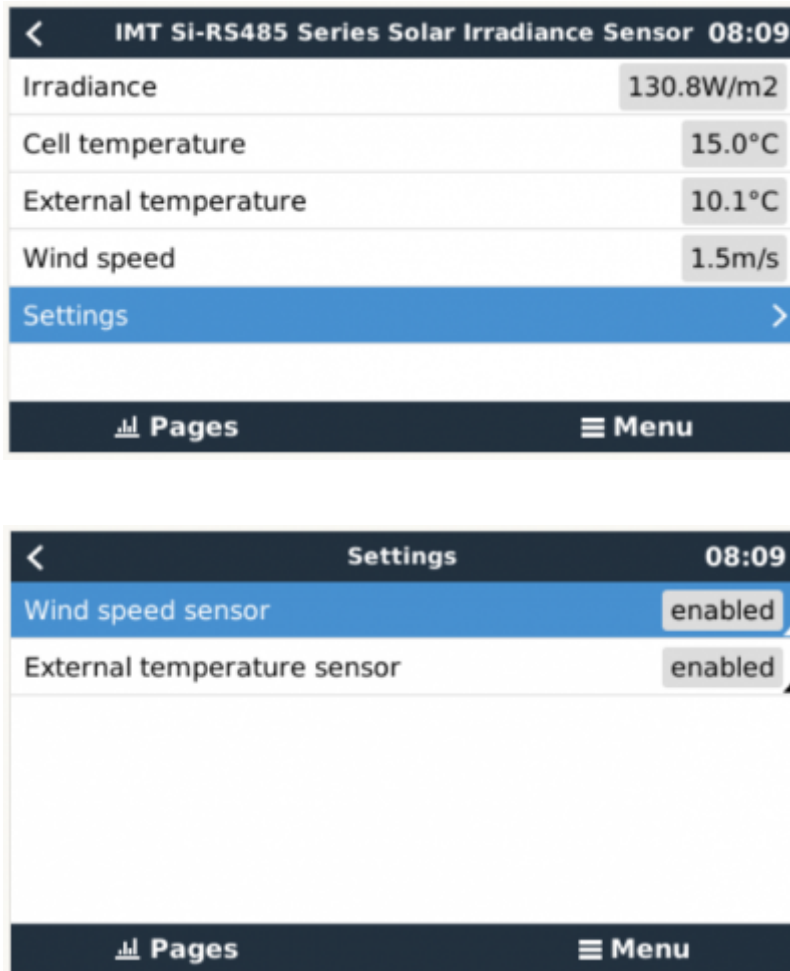 IMT Si-RS485 Series Solar Irradiance Sensor 08:09
Irradiance 130.8W/m2
Cell temperature 15.0°C
External temperature 10.1°C
Wind speed 1.5m/s
Settings
Pages Menu
Settings 08:09
Wind speed sensor enabled
External temperature sensor enabled
Pages Menu